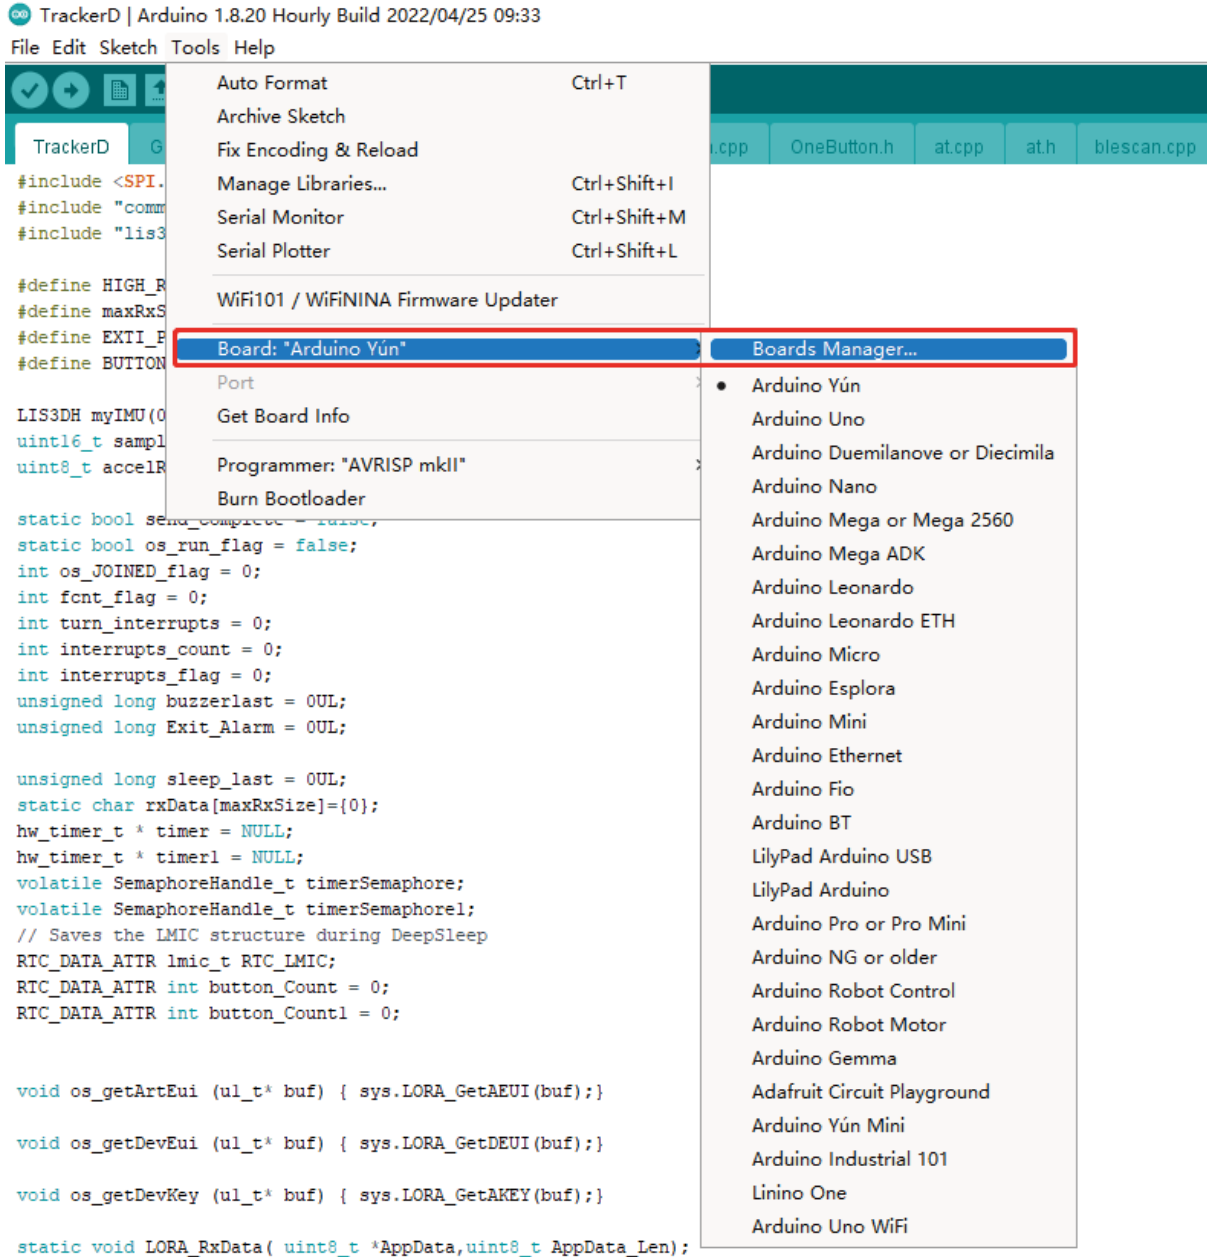 TrackerD | Arduino 1.8.20 Hourly Build 2022/04/25 09:33
File Edit Sketch Tools Help
Auto Format Ctrl+T
Archive Sketch
Fix Encoding & Reload
Manage Libraries... Ctrl+Shift+I
Serial Monitor Ctrl+Shift+M
Serial Plotter Ctrl+Shift+L
WiFi101 / WiFiNINA Firmware Updater
Board: "Arduino Yún"
Port
Get Board Info
Programmer: "AVRISP mkII"
Burn Bootloader
Boards Manager...
Arduino Yún
Arduino Uno
Arduino Duemilanove or Diecimila
Arduino Nano
Arduino Mega or Mega 2560
Arduino Mega ADK
Arduino Leonardo
Arduino Leonardo ETH
Arduino Micro
Arduino Esplora
Arduino Mini
Arduino Ethernet
Arduino Fio
Arduino BT
LilyPad Arduino USB
LilyPad Arduino
Arduino Pro or Pro Mini
Arduino NG or older
Arduino Robot Control
Arduino Robot Motor
Arduino Gemma
Adafruit Circuit Playground
Arduino Yún Mini
Arduino Industrial 101
Linino One
Arduino Uno WiFi
TrackerD G .cpp OneButton.h at.cpp at.h blescan.cpp
#include <SPI.
#include "comm
#include "lis3
#define HIGH_R
#define maxRxS
#define EXTI_P
#define BUTTON
LIS3DH myIMU(0
uint16_t sampl
uint8_t accelR
static bool send_complete = false;
static bool os_run_flag = false;
int os_JOINED_flag = 0;
int fcnt_flag = 0;
int turn_interrupts = 0;
int interrupts_count = 0;
int interrupts_flag = 0;
unsigned long buzzerlast = 0UL;
unsigned long Exit_Alarm = 0UL;
unsigned long sleep_last = 0UL;
static char rxData[maxRxSize]={0};
hw_timer_t * timer = NULL;
hw_timer_t * timer1 = NULL;
volatile SemaphoreHandle_t timerSemaphore;
volatile SemaphoreHandle_t timerSemaphore1;
// Saves the LMIC structure during DeepSleep
RTC_DATA_ATTR lmic_t RTC_LMIC;
RTC_DATA_ATTR int button_Count = 0;
RTC_DATA_ATTR int button_Count1 = 0;
void os_getArtEui (u1_t* buf) { sys.LORA_GetAEUI(buf);}
void os_getDevEui (u1_t* buf) { sys.LORA_GetDEUI(buf);}
void os_getDevKey (u1_t* buf) { sys.LORA_GetAKEY(buf);}
static void LORA_RxData( uint8_t *AppData,uint8_t AppData_Len);